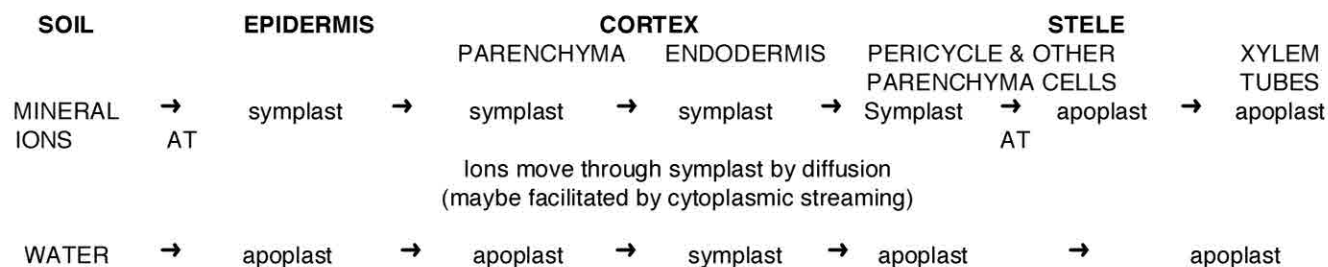 SOIL EPIDERMIS CORTEX STELE
PARENCHYMA ENDODERMIS PERICYCLE & OTHER XYLEM
PARENCHYMA CELLS TUBES
MINERAL → symplast → symplast → symplast → Symplast → apoplast → apoplast
IONS AT AT
Ions move through symplast by diffusion
(maybe facilitated by cytoplasmic streaming)
WATER → apoplast → apoplast → symplast → apoplast → apoplast